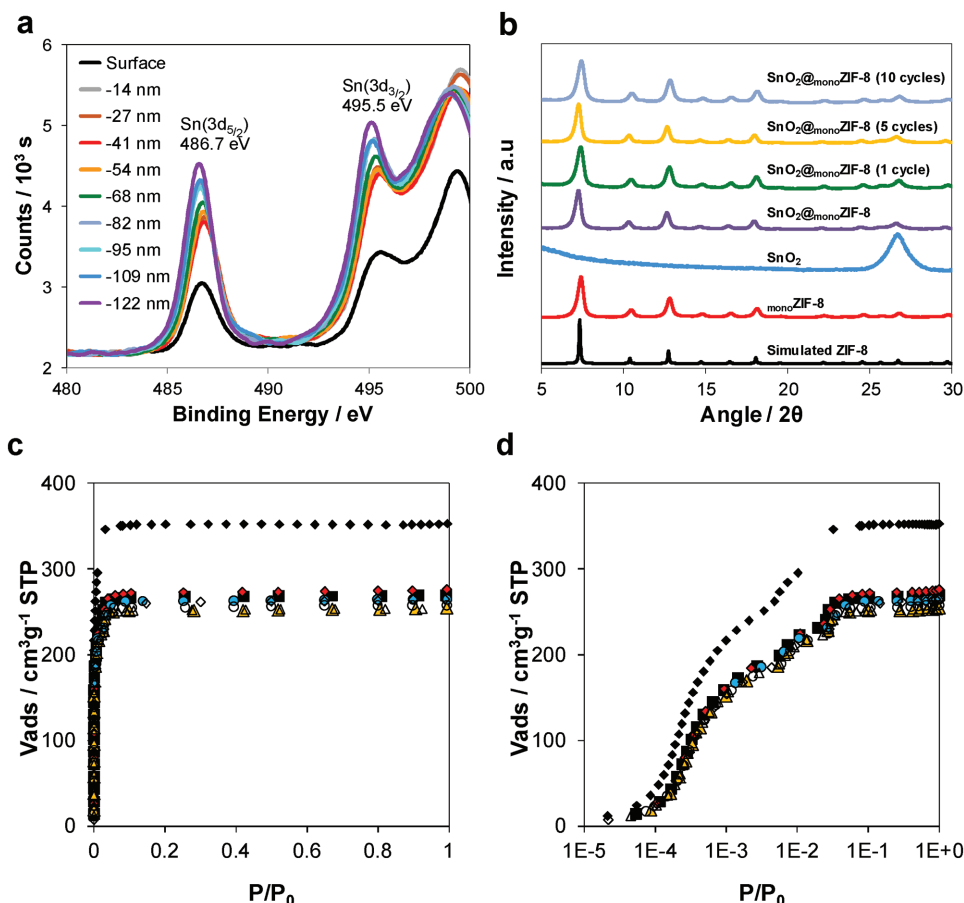 a
6
5
4
3
2
Counts / 10³ s
480
485
490
495
500
Binding Energy / eV
Surface
-14 nm
-27 nm
-41 nm
-54 nm
-68 nm
-82 nm
-95 nm
-109 nm
-122 nm
Sn(3d5/2)
486.7 eV
Sn(3d3/2)
495.5 eV
b
Intensity / a.u
SnO₂@monoZIF-8 (10 cycles)
SnO₂@monoZIF-8 (5 cycles)
SnO₂@monoZIF-8 (1 cycle)
SnO₂@monoZIF-8
SnO₂
monoZIF-8
Simulated ZIF-8
5
10
15
20
25
30
Angle / 2θ
c
400
300
200
100
0
Vads / cm³g⁻¹ STP
0
0.2
0.4
0.6
0.8
1
P/P₀
d
400
300
200
100
0
Vads / cm³g⁻¹ STP
1E-5
1E-4
1E-3
1E-2
1E-1
1E+0
P/P₀